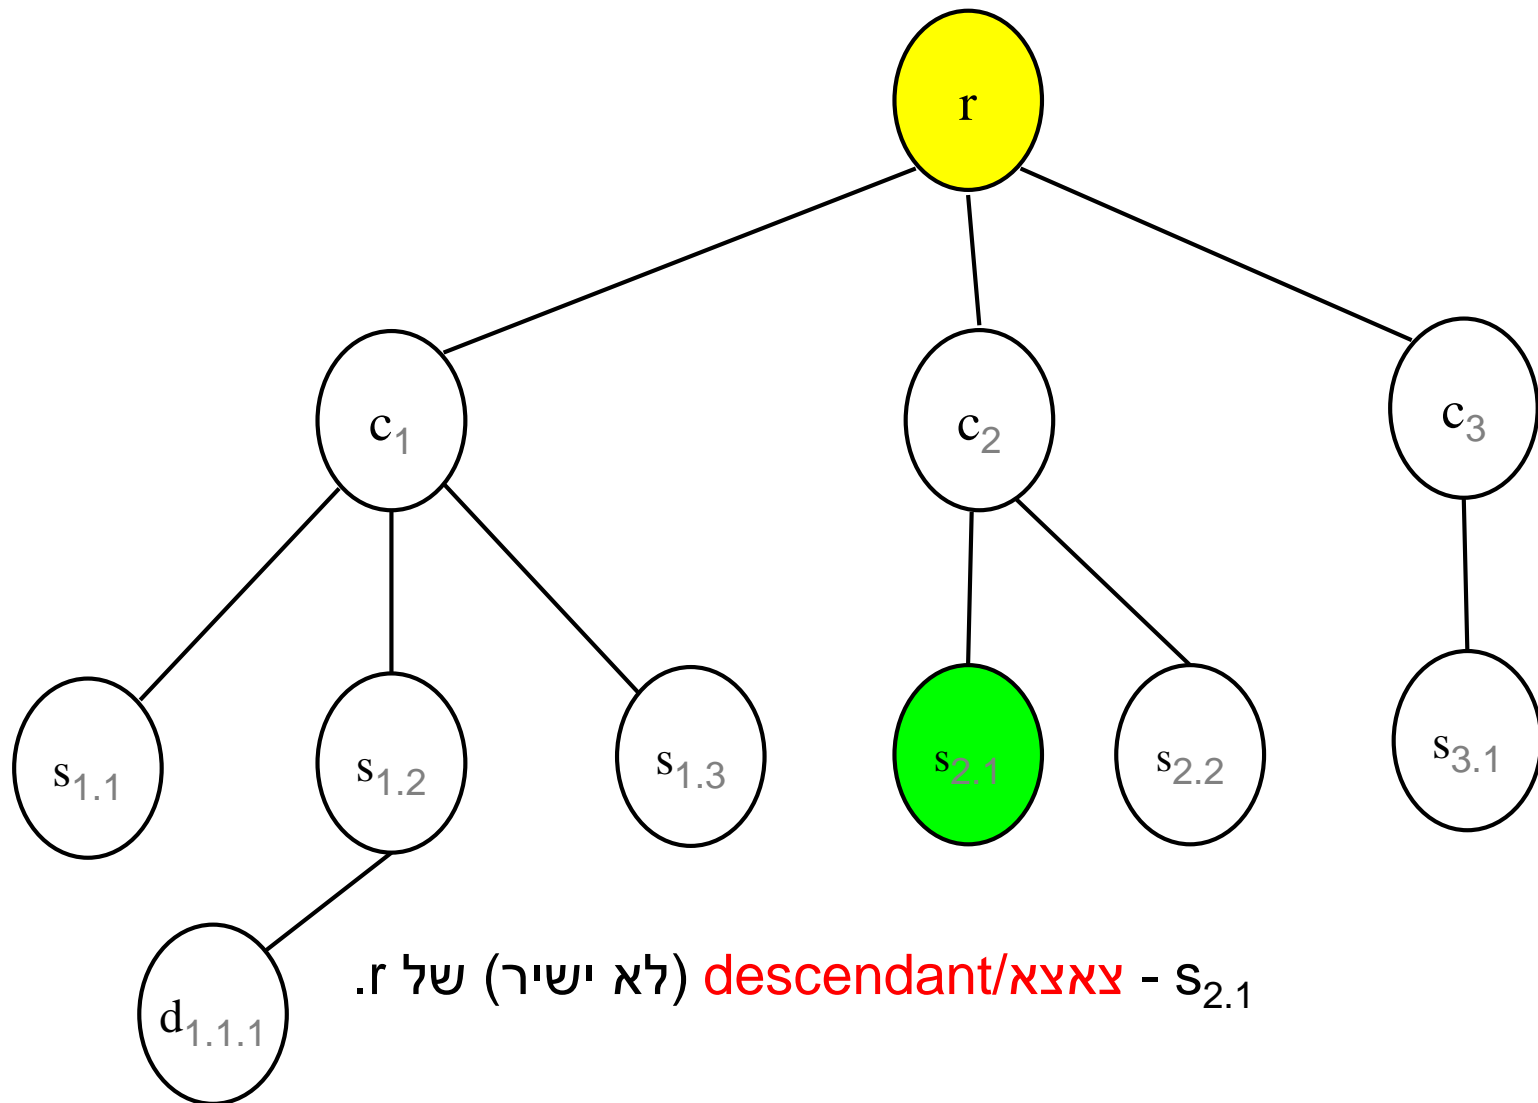 r
c₁
c₂
c₃
s₁.₁
s₁.₂
s₁.₃
s₂.₁
s₂.₂
s₃.₁
d₁.₁.₁
s₂.₁ - צאצא/descendant (לא ישיר) של r.